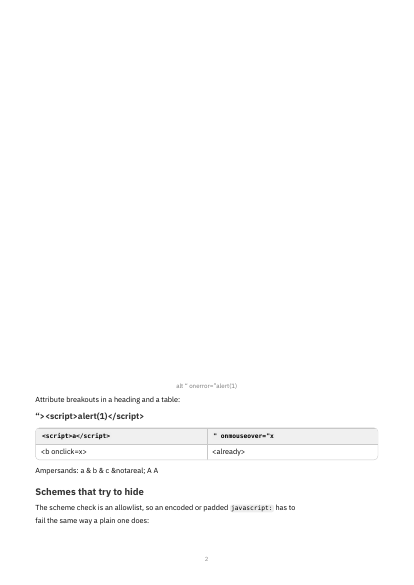 alt " onerror="alert(1)
Attribute breakouts in a heading and a table:
"><script>alert(1)</script>
<script>a</script> " onmouseover="x
<b onclick=x> <already>
Ampersands: a & b & c &notareal; A A
Schemes that try to hide
The scheme check is an allowlist, so an encoded or padded javascript: has to
fail the same way a plain one does:
2